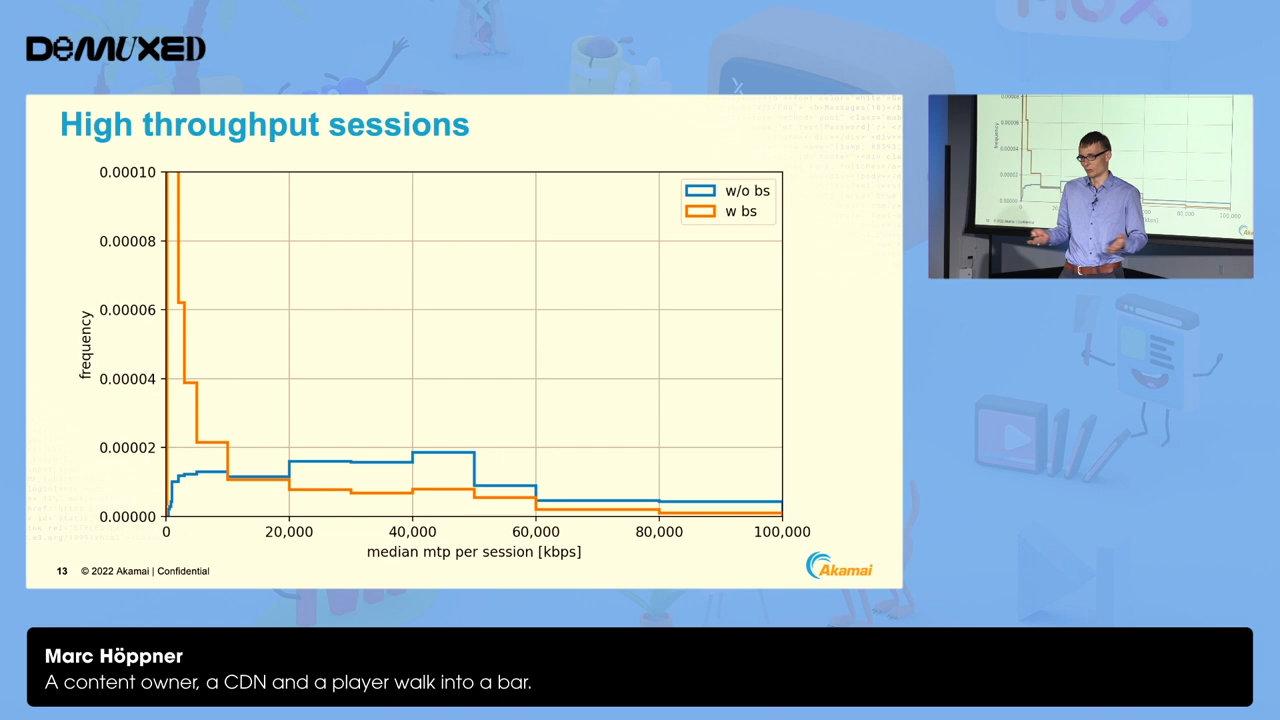 DEMUXED
High throughput sessions
0.00010
0.00008
0.00006
0.00004
0.00002
0.00000
frequency
w/o bs
w bs
0 20,000 40,000 60,000 80,000 100,000
median mtp per session [kbps]
13 © 2022 Akamai | Confidential
Akamai
Marc Höppner
A content owner, a CDN and a player walk into a bar.